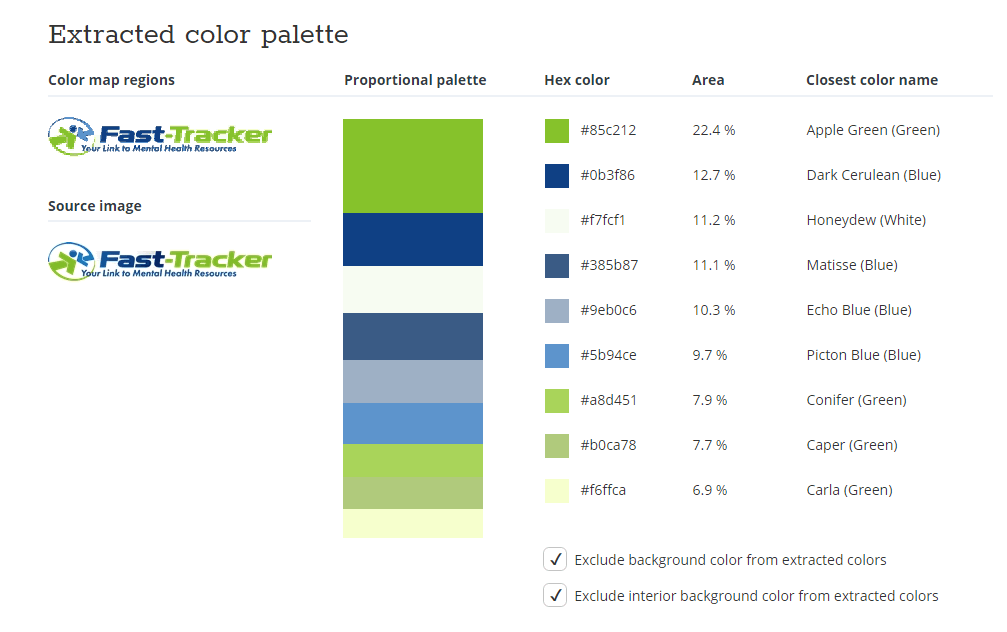 Extracted color palette
Color map regions Proportional palette Hex color Area Closest color name
Fast-Tracker
Your Link to Mental Health Resources
#85c212 22.4 % Apple Green (Green)
#0b3f86 12.7 % Dark Cerulean (Blue)
Source image
#f7fcf1 11.2 % Honeydew (White)
Fast-Tracker
Your Link to Mental Health Resources
#385b87 11.1 % Matisse (Blue)
#9eb0c6 10.3 % Echo Blue (Blue)
#5b94ce 9.7 % Picton Blue (Blue)
#a8d451 7.9 % Conifer (Green)
#b0ca78 7.7 % Caper (Green)
#f6ffca 6.9 % Carla (Green)
Exclude background color from extracted colors
Exclude interior background color from extracted colors